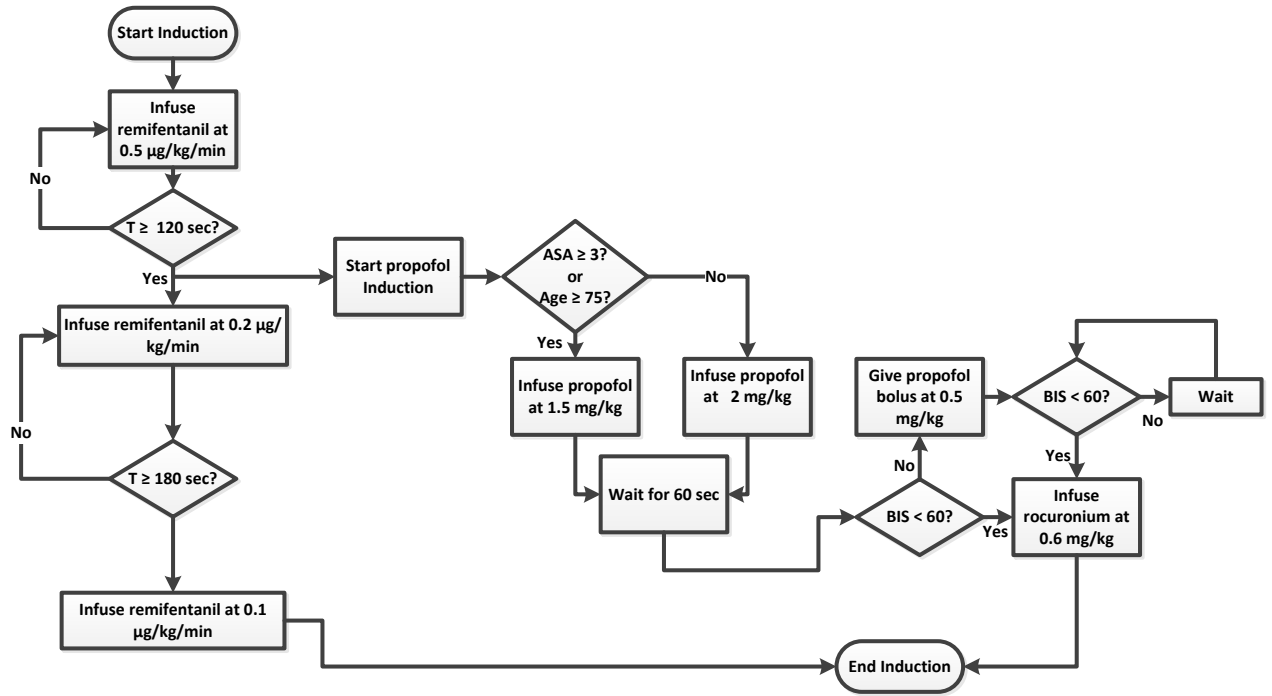 Start Induction
Infuse
remifentanil at
0.5 µg/kg/min
No
T ≥ 120 sec?
Yes
Start propofol
Induction
ASA ≥ 3?
or
Age ≥ 75?
No
Yes
Infuse remifentanil at 0.2 µg/
kg/min
Infuse propofol
at 1.5 mg/kg
Infuse propofol
at 2 mg/kg
Give propofol
bolus at 0.5
mg/kg
BIS < 60?
No
Wait
Yes
No
T ≥ 180 sec?
Wait for 60 sec
No
BIS < 60?
Yes
Infuse
rocuronium at
0.6 mg/kg
Infuse remifentanil at 0.1
µg/kg/min
End Induction